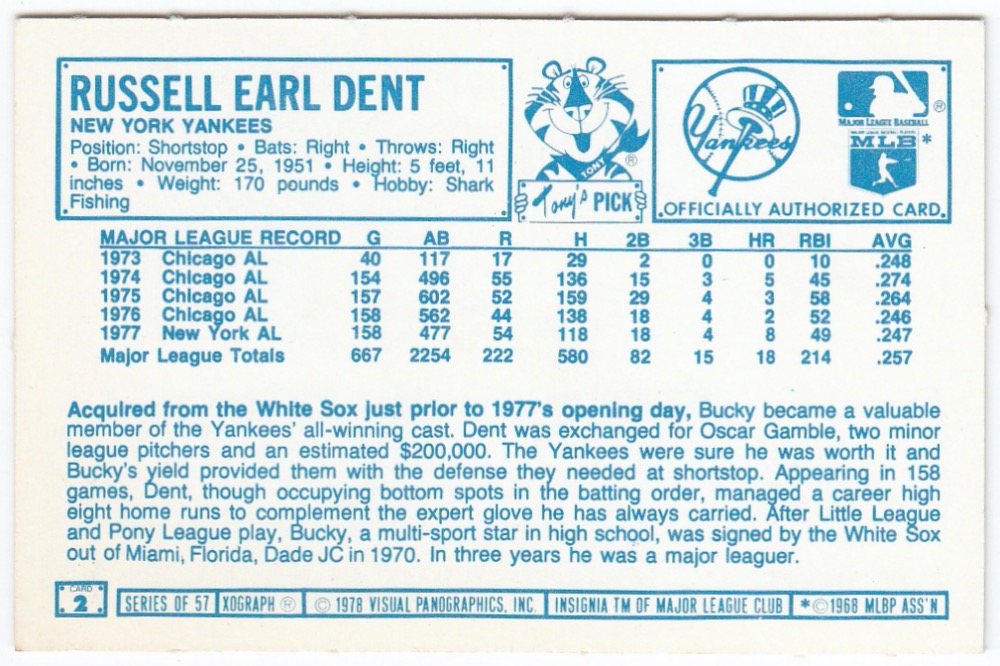 RUSSELL EARL DENT
NEW YORK YANKEES
Position: Shortstop • Bats: Right • Throws: Right
• Born: November 25, 1951 • Height: 5 feet, 11
inches • Weight: 170 pounds • Hobby: Shark
Fishing
TONY ®
Tony's PICK
Yankees
MAJOR LEAGUE BASEBALL ®
MAJOR LEAGUE BASEBALL PLAYERS
MLB *
OFFICIALLY AUTHORIZED CARD
MAJOR LEAGUE RECORD G AB R H 2B 3B HR RBI AVG
1973 Chicago AL 40 117 17 29 2 0 0 10 .248
1974 Chicago AL 154 496 55 136 15 3 5 45 .274
1975 Chicago AL 157 602 52 159 29 4 3 58 .264
1976 Chicago AL 158 562 44 138 18 4 2 52 .246
1977 New York AL 158 477 54 118 18 4 8 49 .247
Major League Totals 667 2254 222 580 82 15 18 214 .257
Acquired from the White Sox just prior to 1977's opening day, Bucky became a valuable
member of the Yankees' all-winning cast. Dent was exchanged for Oscar Gamble, two minor
league pitchers and an estimated $200,000. The Yankees were sure he was worth it and
Bucky's yield provided them with the defense they needed at shortstop. Appearing in 158
games, Dent, though occupying bottom spots in the batting order, managed a career high
eight home runs to complement the expert glove he has always carried. After Little League
and Pony League play, Bucky, a multi-sport star in high school, was signed by the White Sox
out of Miami, Florida, Dade JC in 1970. In three years he was a major leaguer.
CARD
2
SERIES OF 57
XOGRAPH ®
© 1978 VISUAL PANOGRAPHICS, INC.
INSIGNIA TM OF MAJOR LEAGUE CLUB
* © 1968 MLBP ASS'N